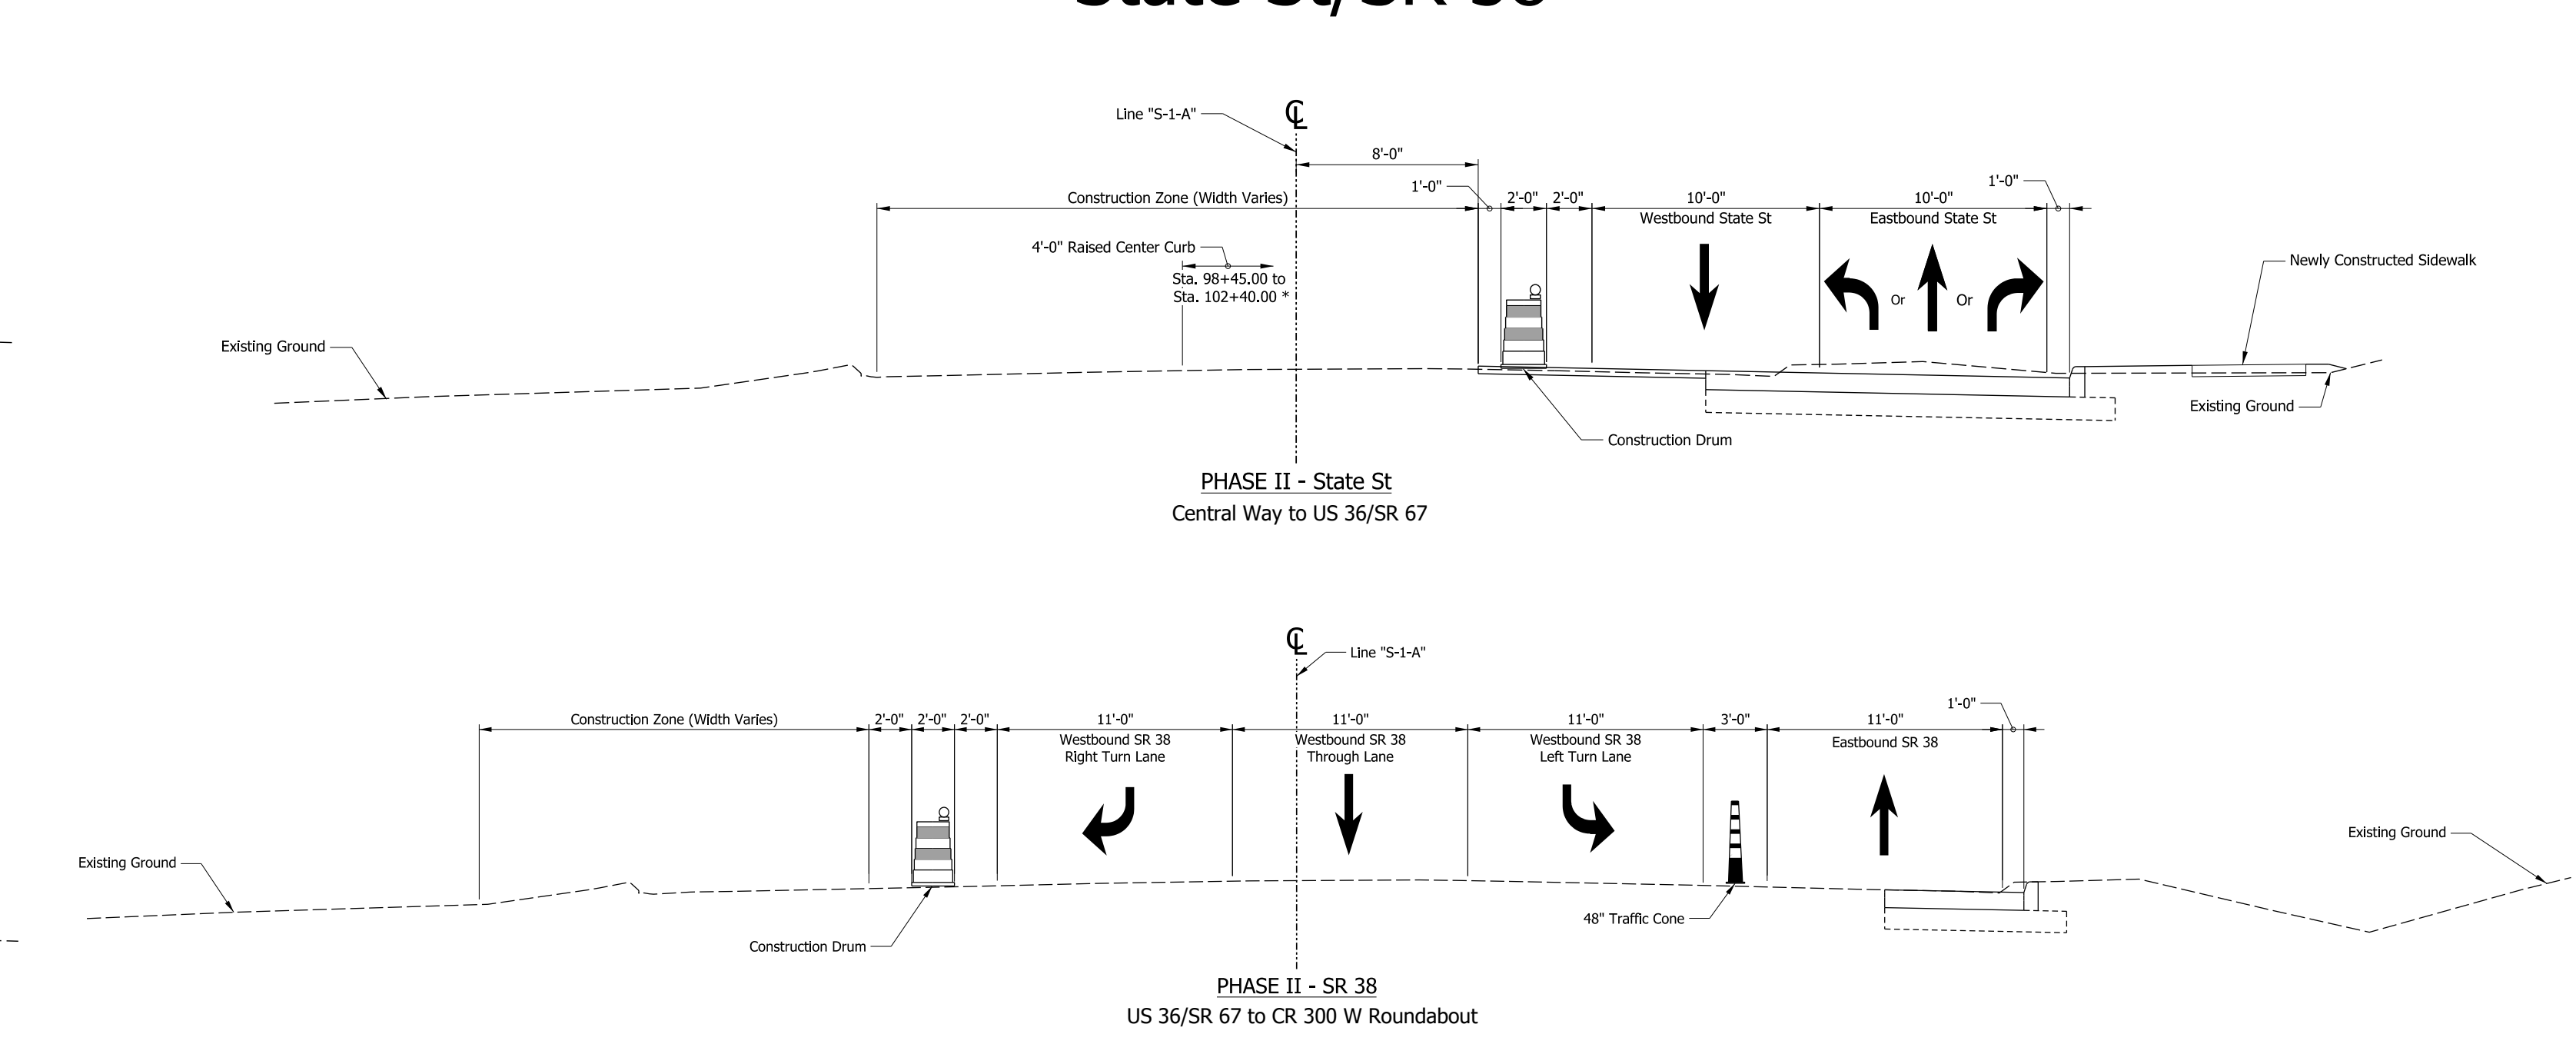 Line "S-1-A"
℄
8'-0"
1'-0"
1'-0"
Construction Zone (Width Varies)
2'-0"
2'-0"
10'-0"
10'-0"
Westbound State St
Eastbound State St
4'-0" Raised Center Curb
Sta. 98+45.00 to
Sta. 102+40.00 *
Or
Or
Newly Constructed Sidewalk
Existing Ground
Existing Ground
Construction Drum
PHASE II - State St
Central Way to US 36/SR 67
℄
Line "S-1-A"
1'-0"
Construction Zone (Width Varies)
2'-0"
2'-0"
2'-0"
11'-0"
11'-0"
11'-0"
3'-0"
11'-0"
Westbound SR 38
Right Turn Lane
Westbound SR 38
Through Lane
Westbound SR 38
Left Turn Lane
Eastbound SR 38
Existing Ground
Existing Ground
48" Traffic Cone
Construction Drum
PHASE II - SR 38
US 36/SR 67 to CR 300 W Roundabout